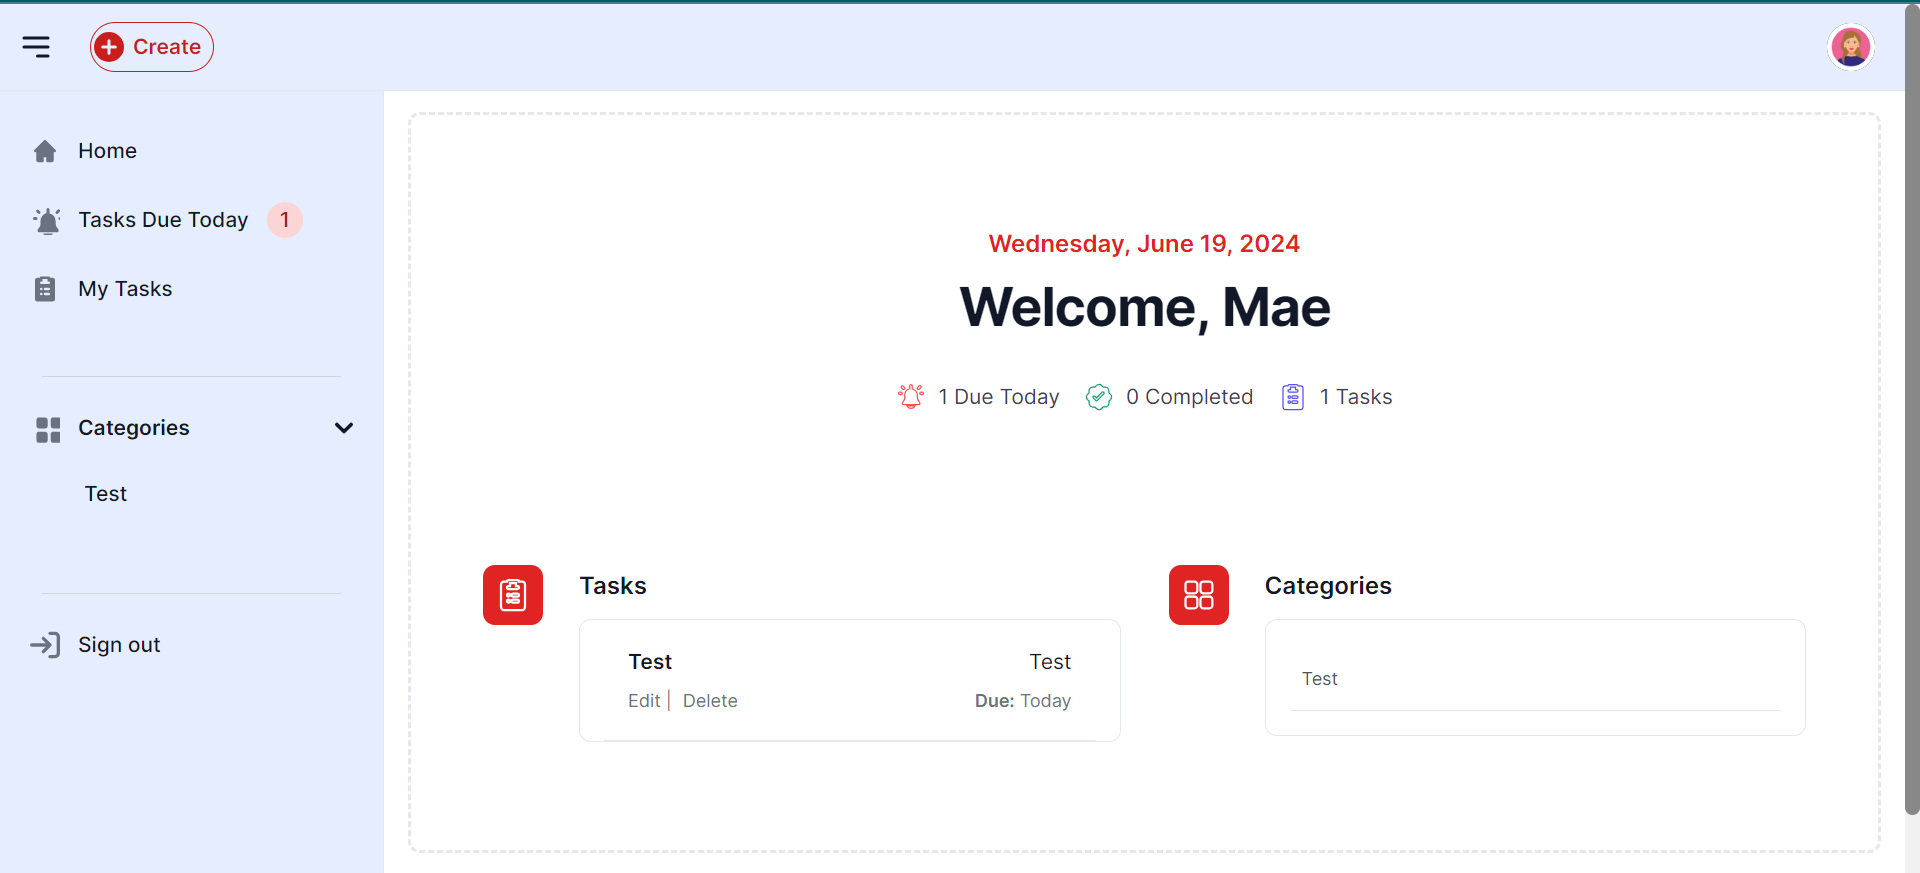 Create
Home
Tasks Due Today 1
My Tasks
Categories
Test
Sign out
Wednesday, June 19, 2024
Welcome, Mae
1 Due Today 0 Completed 1 Tasks
Tasks
Test Test
Edit | Delete Due: Today
Categories
Test